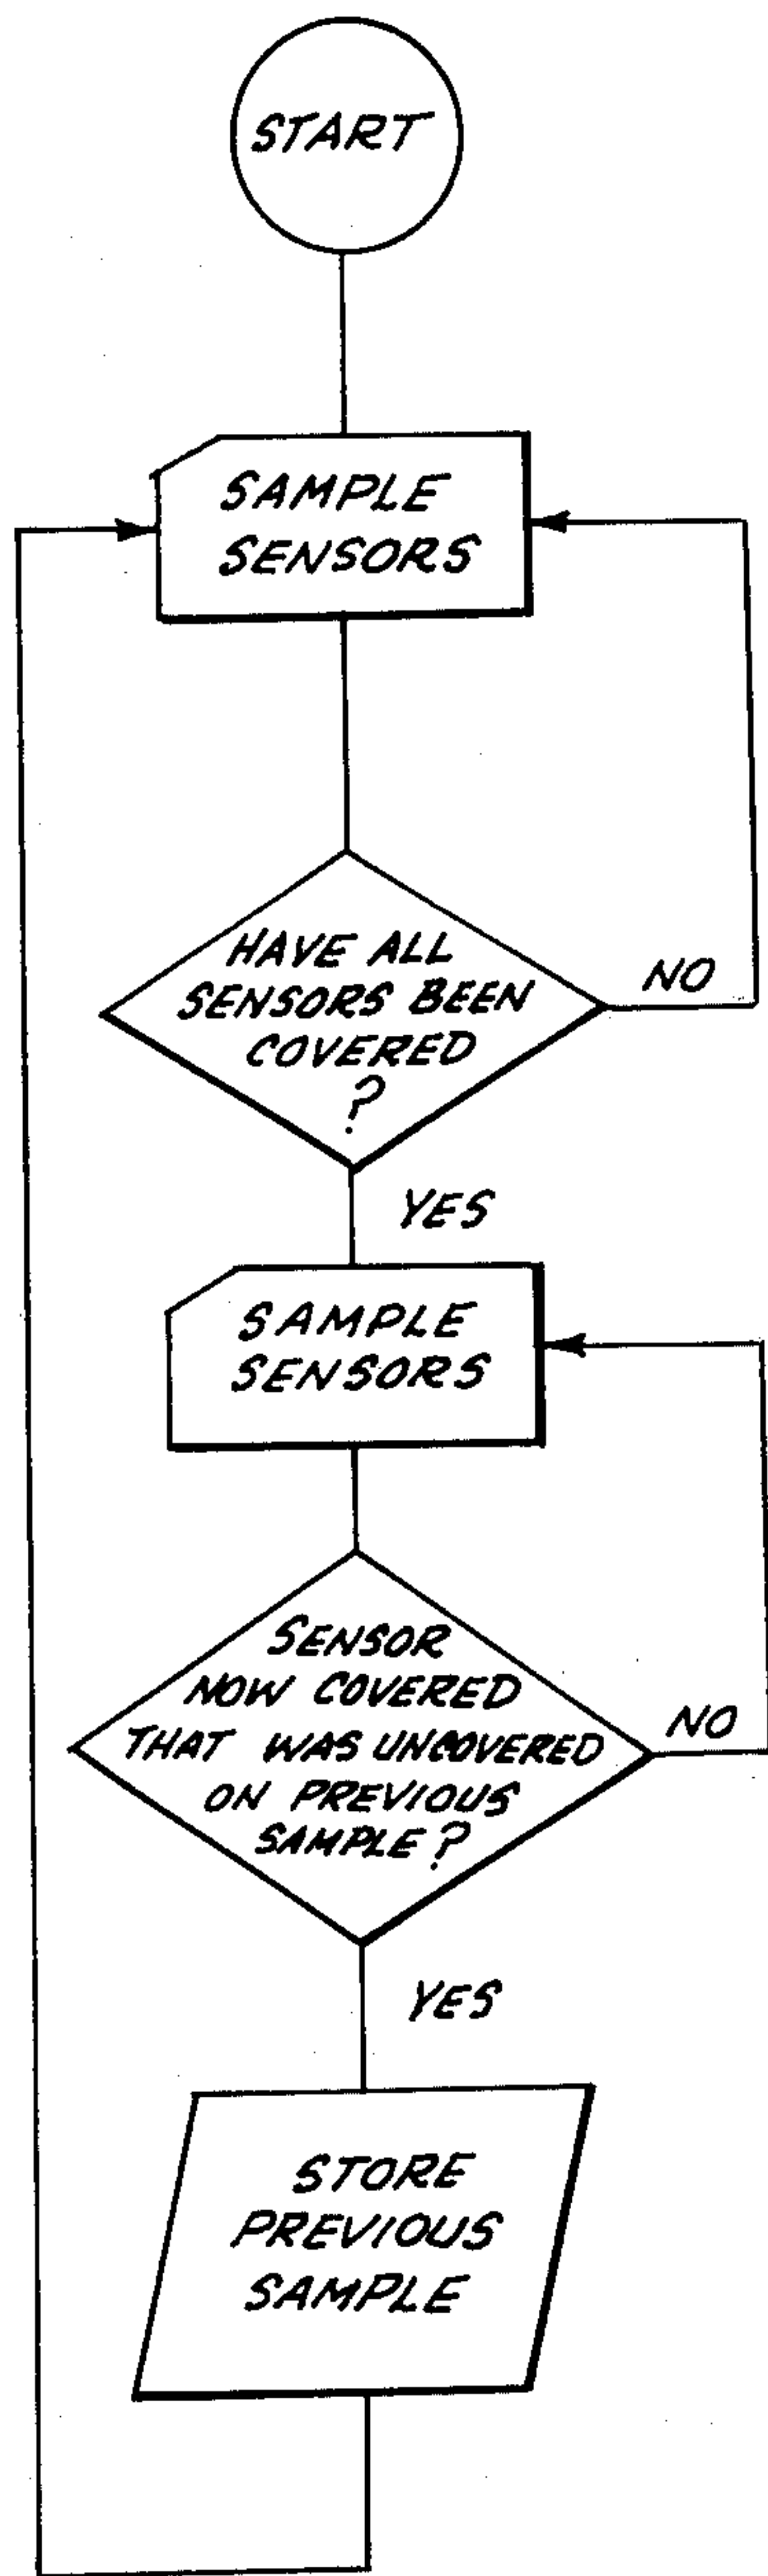 START
SAMPLE
SENSORS
HAVE ALL
SENSORS BEEN
COVERED
?
NO
YES
SAMPLE
SENSORS
SENSOR
NOW COVERED
THAT WAS UNCOVERED
ON PREVIOUS
SAMPLE?
NO
YES
STORE
PREVIOUS
SAMPLE